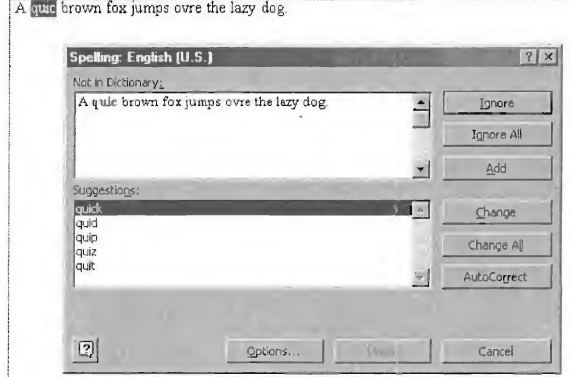 A quic brown fox jumps ovre the lazy dog.
Spelling: English (U.S.)
Not in Dictionary:
A quic brown fox jumps ovre the lazy dog.
Ignore
Ignore All
Add
Suggestions:
quick
quid
quip
quiz
quit
Change
Change All
AutoCorrect
Options...
Cancel